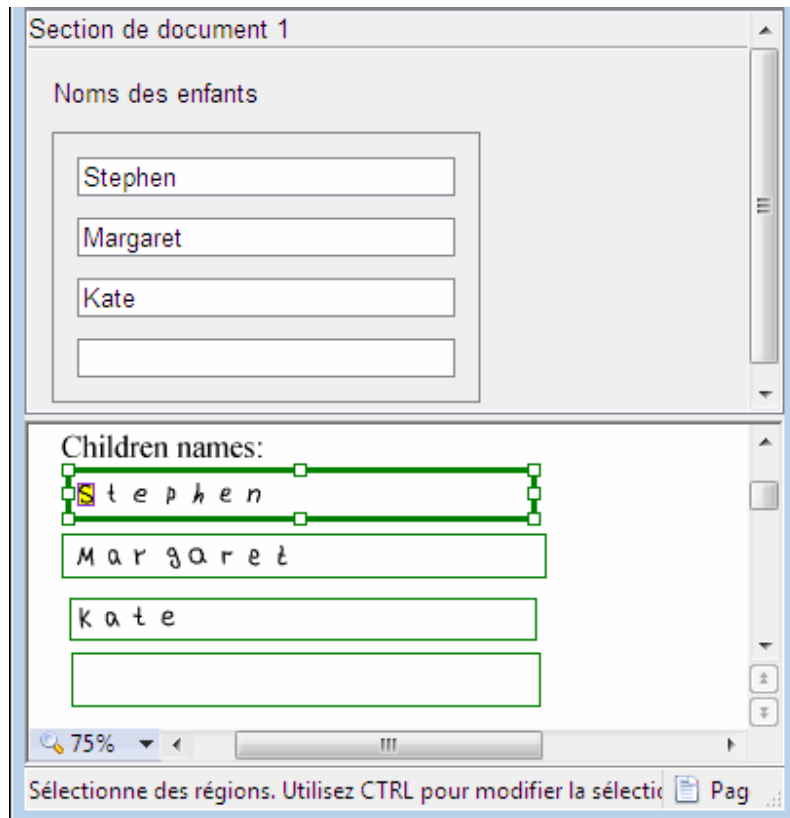 Section de document 1
Noms des enfants
Stephen
Margaret
Kate
Children names:
Stephen
Margaret
Kate
75%
Sélectionne des régions. Utilisez CTRL pour modifier la sélectic Pag